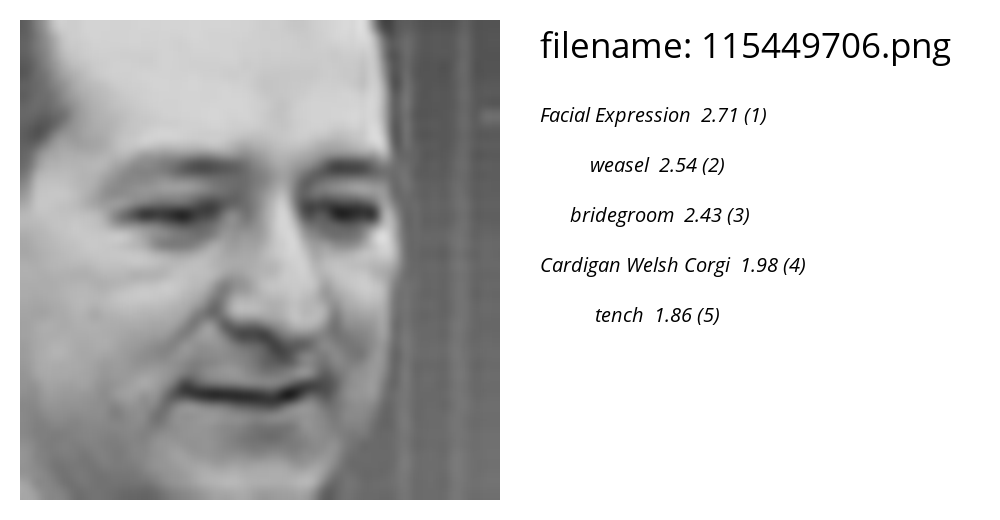 filename: 115449706.png
Facial Expression 2.71 (1)
weasel 2.54 (2)
bridegroom 2.43 (3)
Cardigan Welsh Corgi 1.98 (4)
tench 1.86 (5)